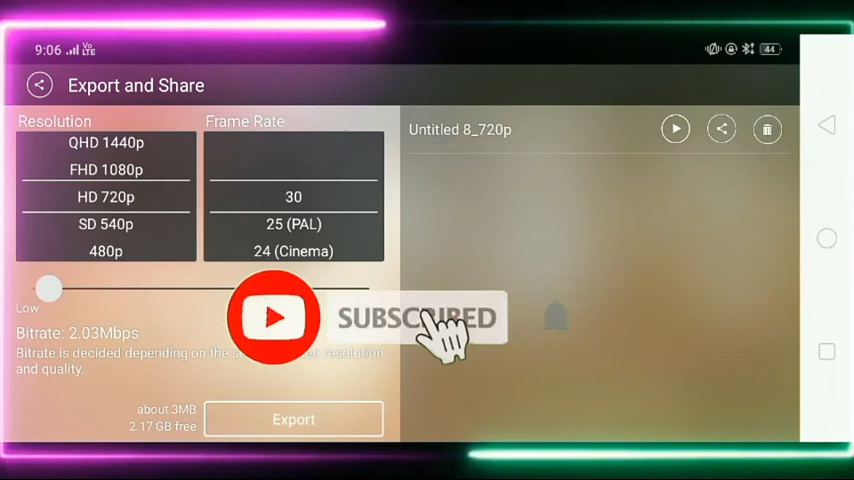 9:06
Vo
LTE
44
Export and Share
Resolution
Frame Rate
QHD 1440p
FHD 1080p
HD 720p
SD 540p
480p
30
25 (PAL)
24 (Cinema)
Untitled 8_720p
Low
SUBSCRIBED
Bitrate: 2.03Mbps
Bitrate is decided depending on the video resolution
and quality.
about 3MB
2.17 GB free
Export